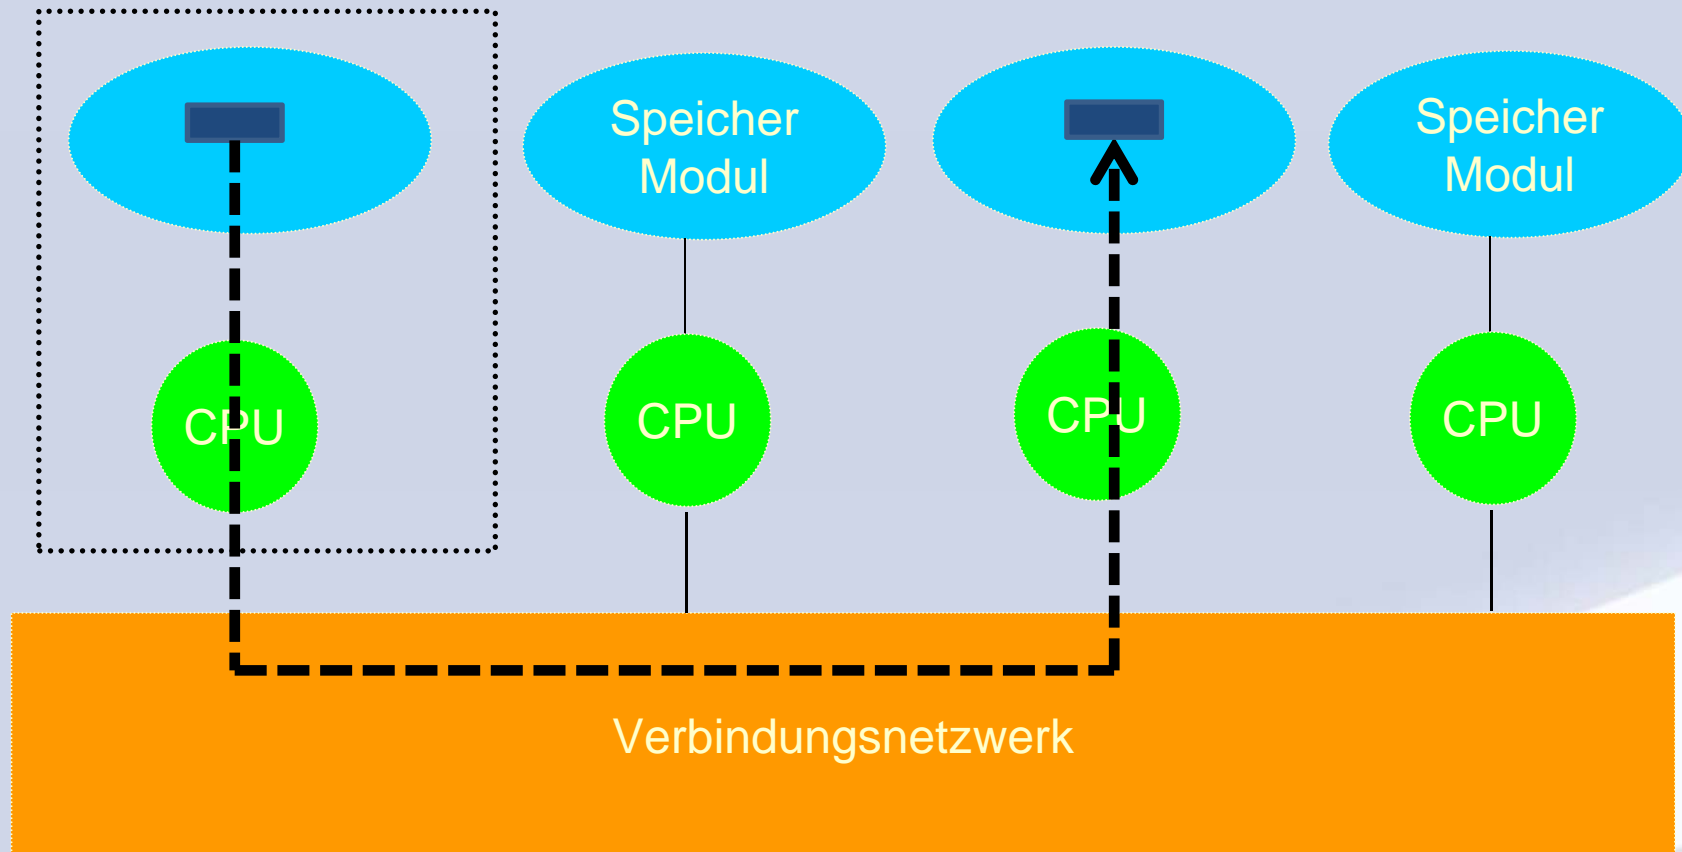 Speicher
Modul
Speicher
Modul
CPU
CPU
CPU
CPU
Verbindungsnetzwerk